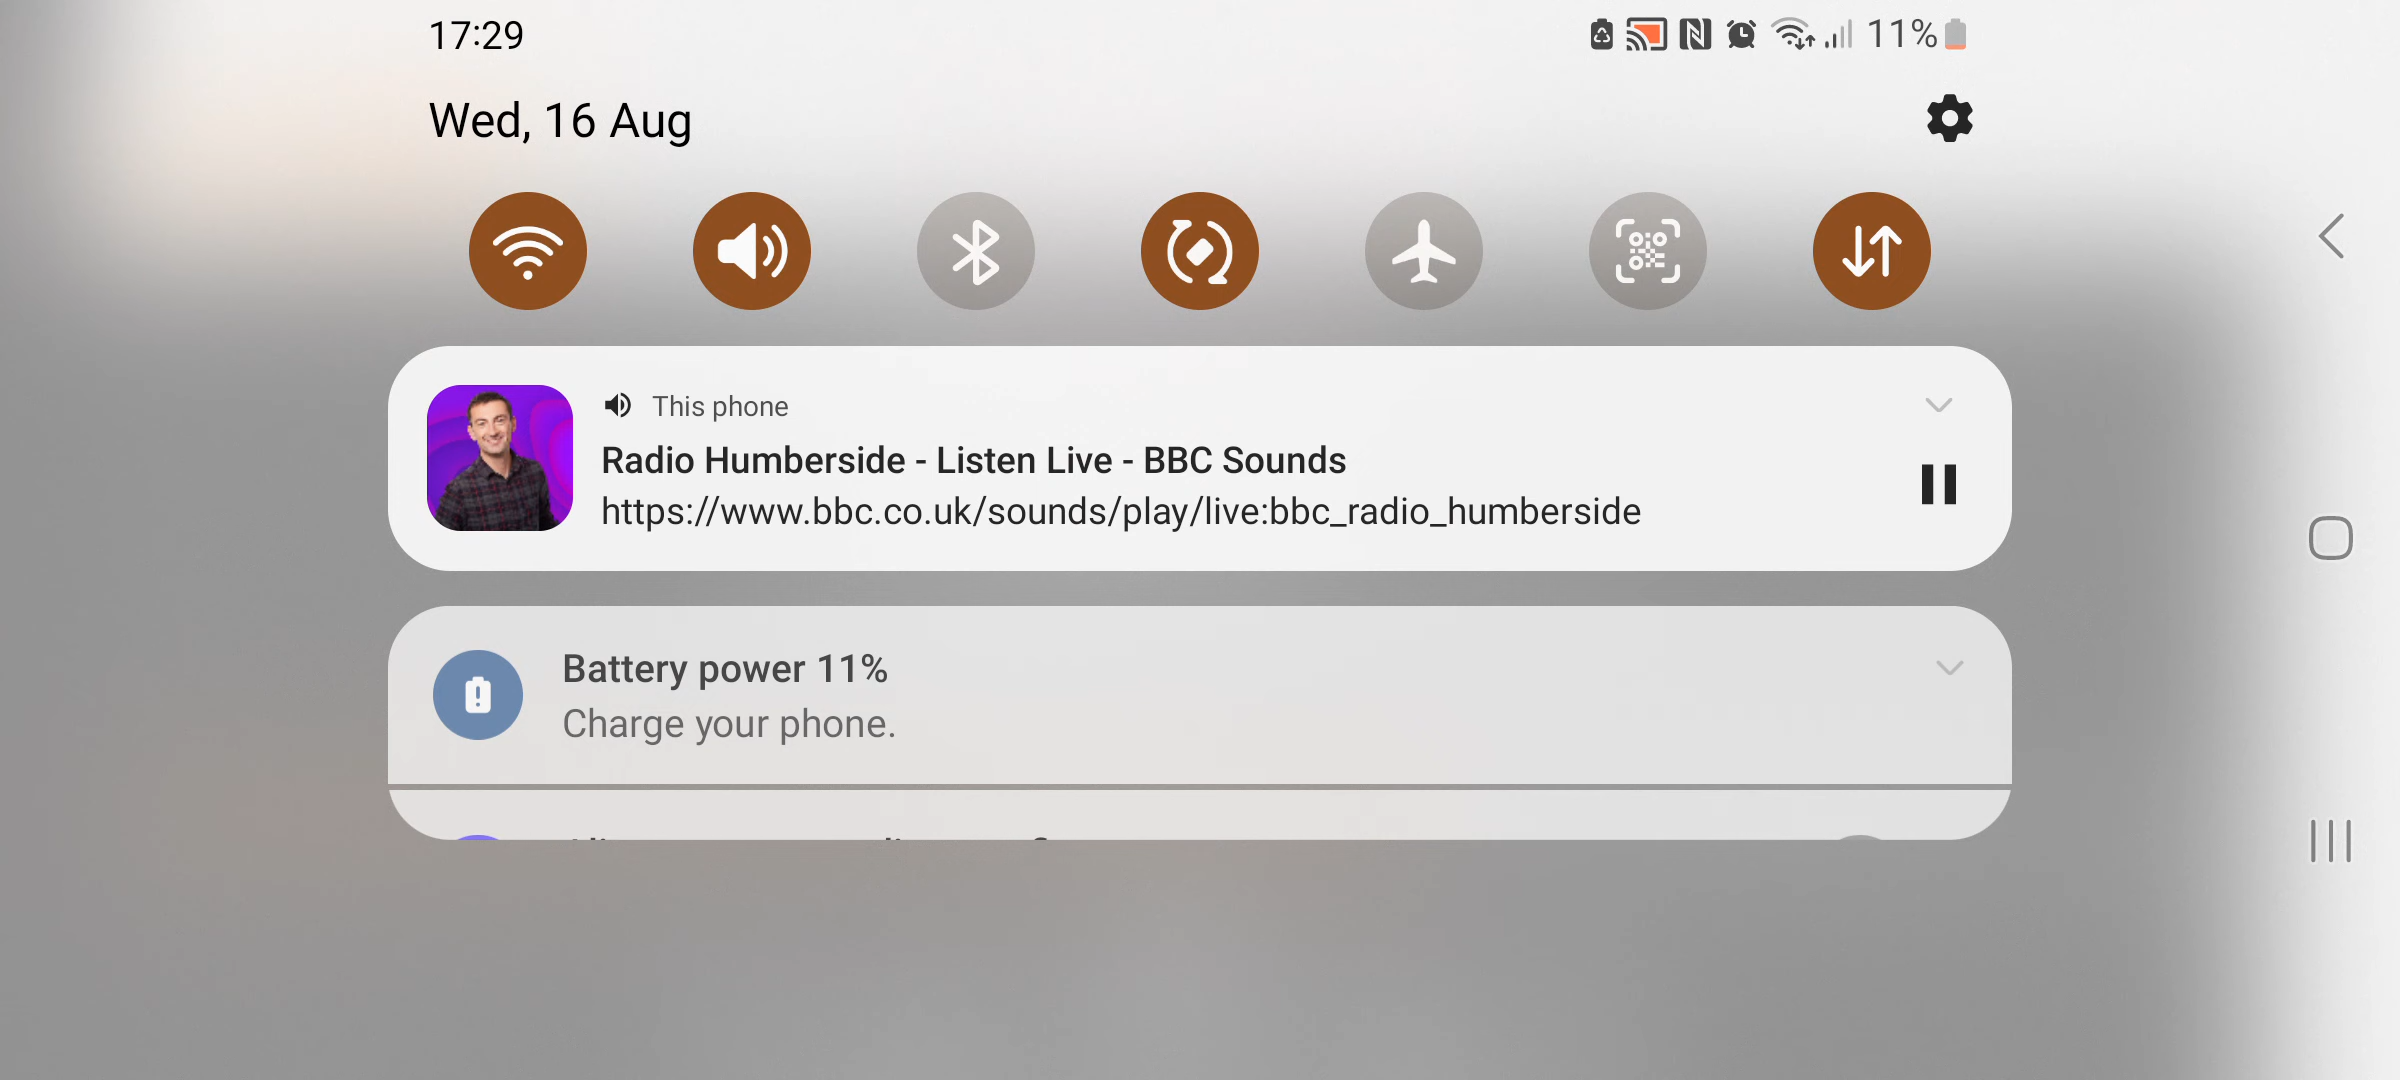 17:29
11%
Wed, 16 Aug
This phone
Radio Humberside - Listen Live - BBC Sounds
https://www.bbc.co.uk/sounds/play/live:bbc_radio_humberside
Battery power 11%
Charge your phone.